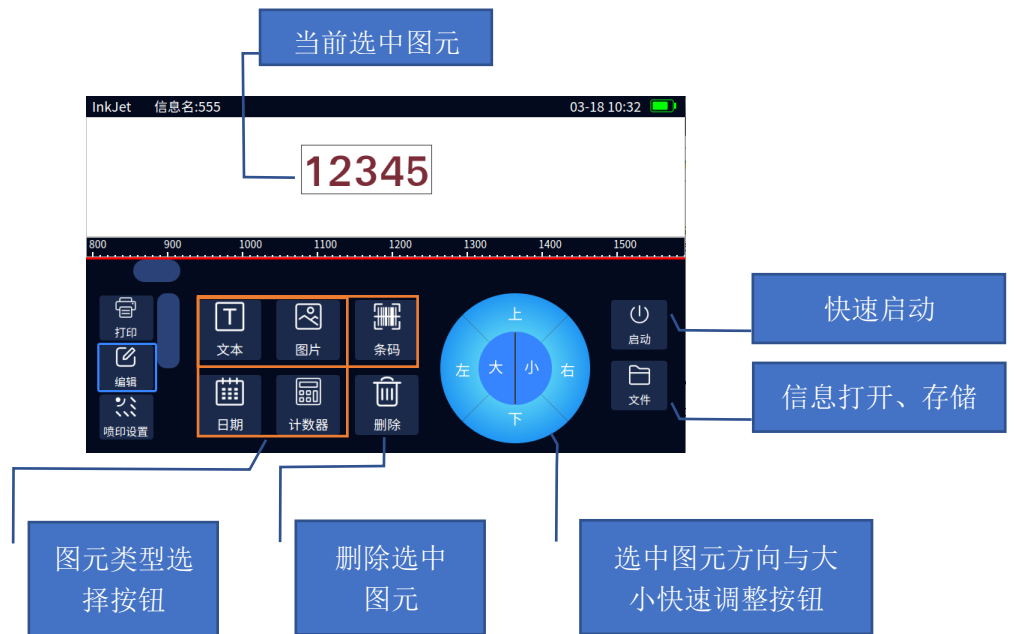 当前选中图元
InkJet 信息名:555 03-18 10:32
12345
800 900 1000 1100 1200 1300 1400 1500
打印
编辑
喷印设置
文本 图片 条码
日期 计数器 删除
上
左 大 小 右
下
启动
文件
快速启动
信息打开、存储
图元类型选
择按钮
删除选中
图元
选中图元方向与大
小快速调整按钮